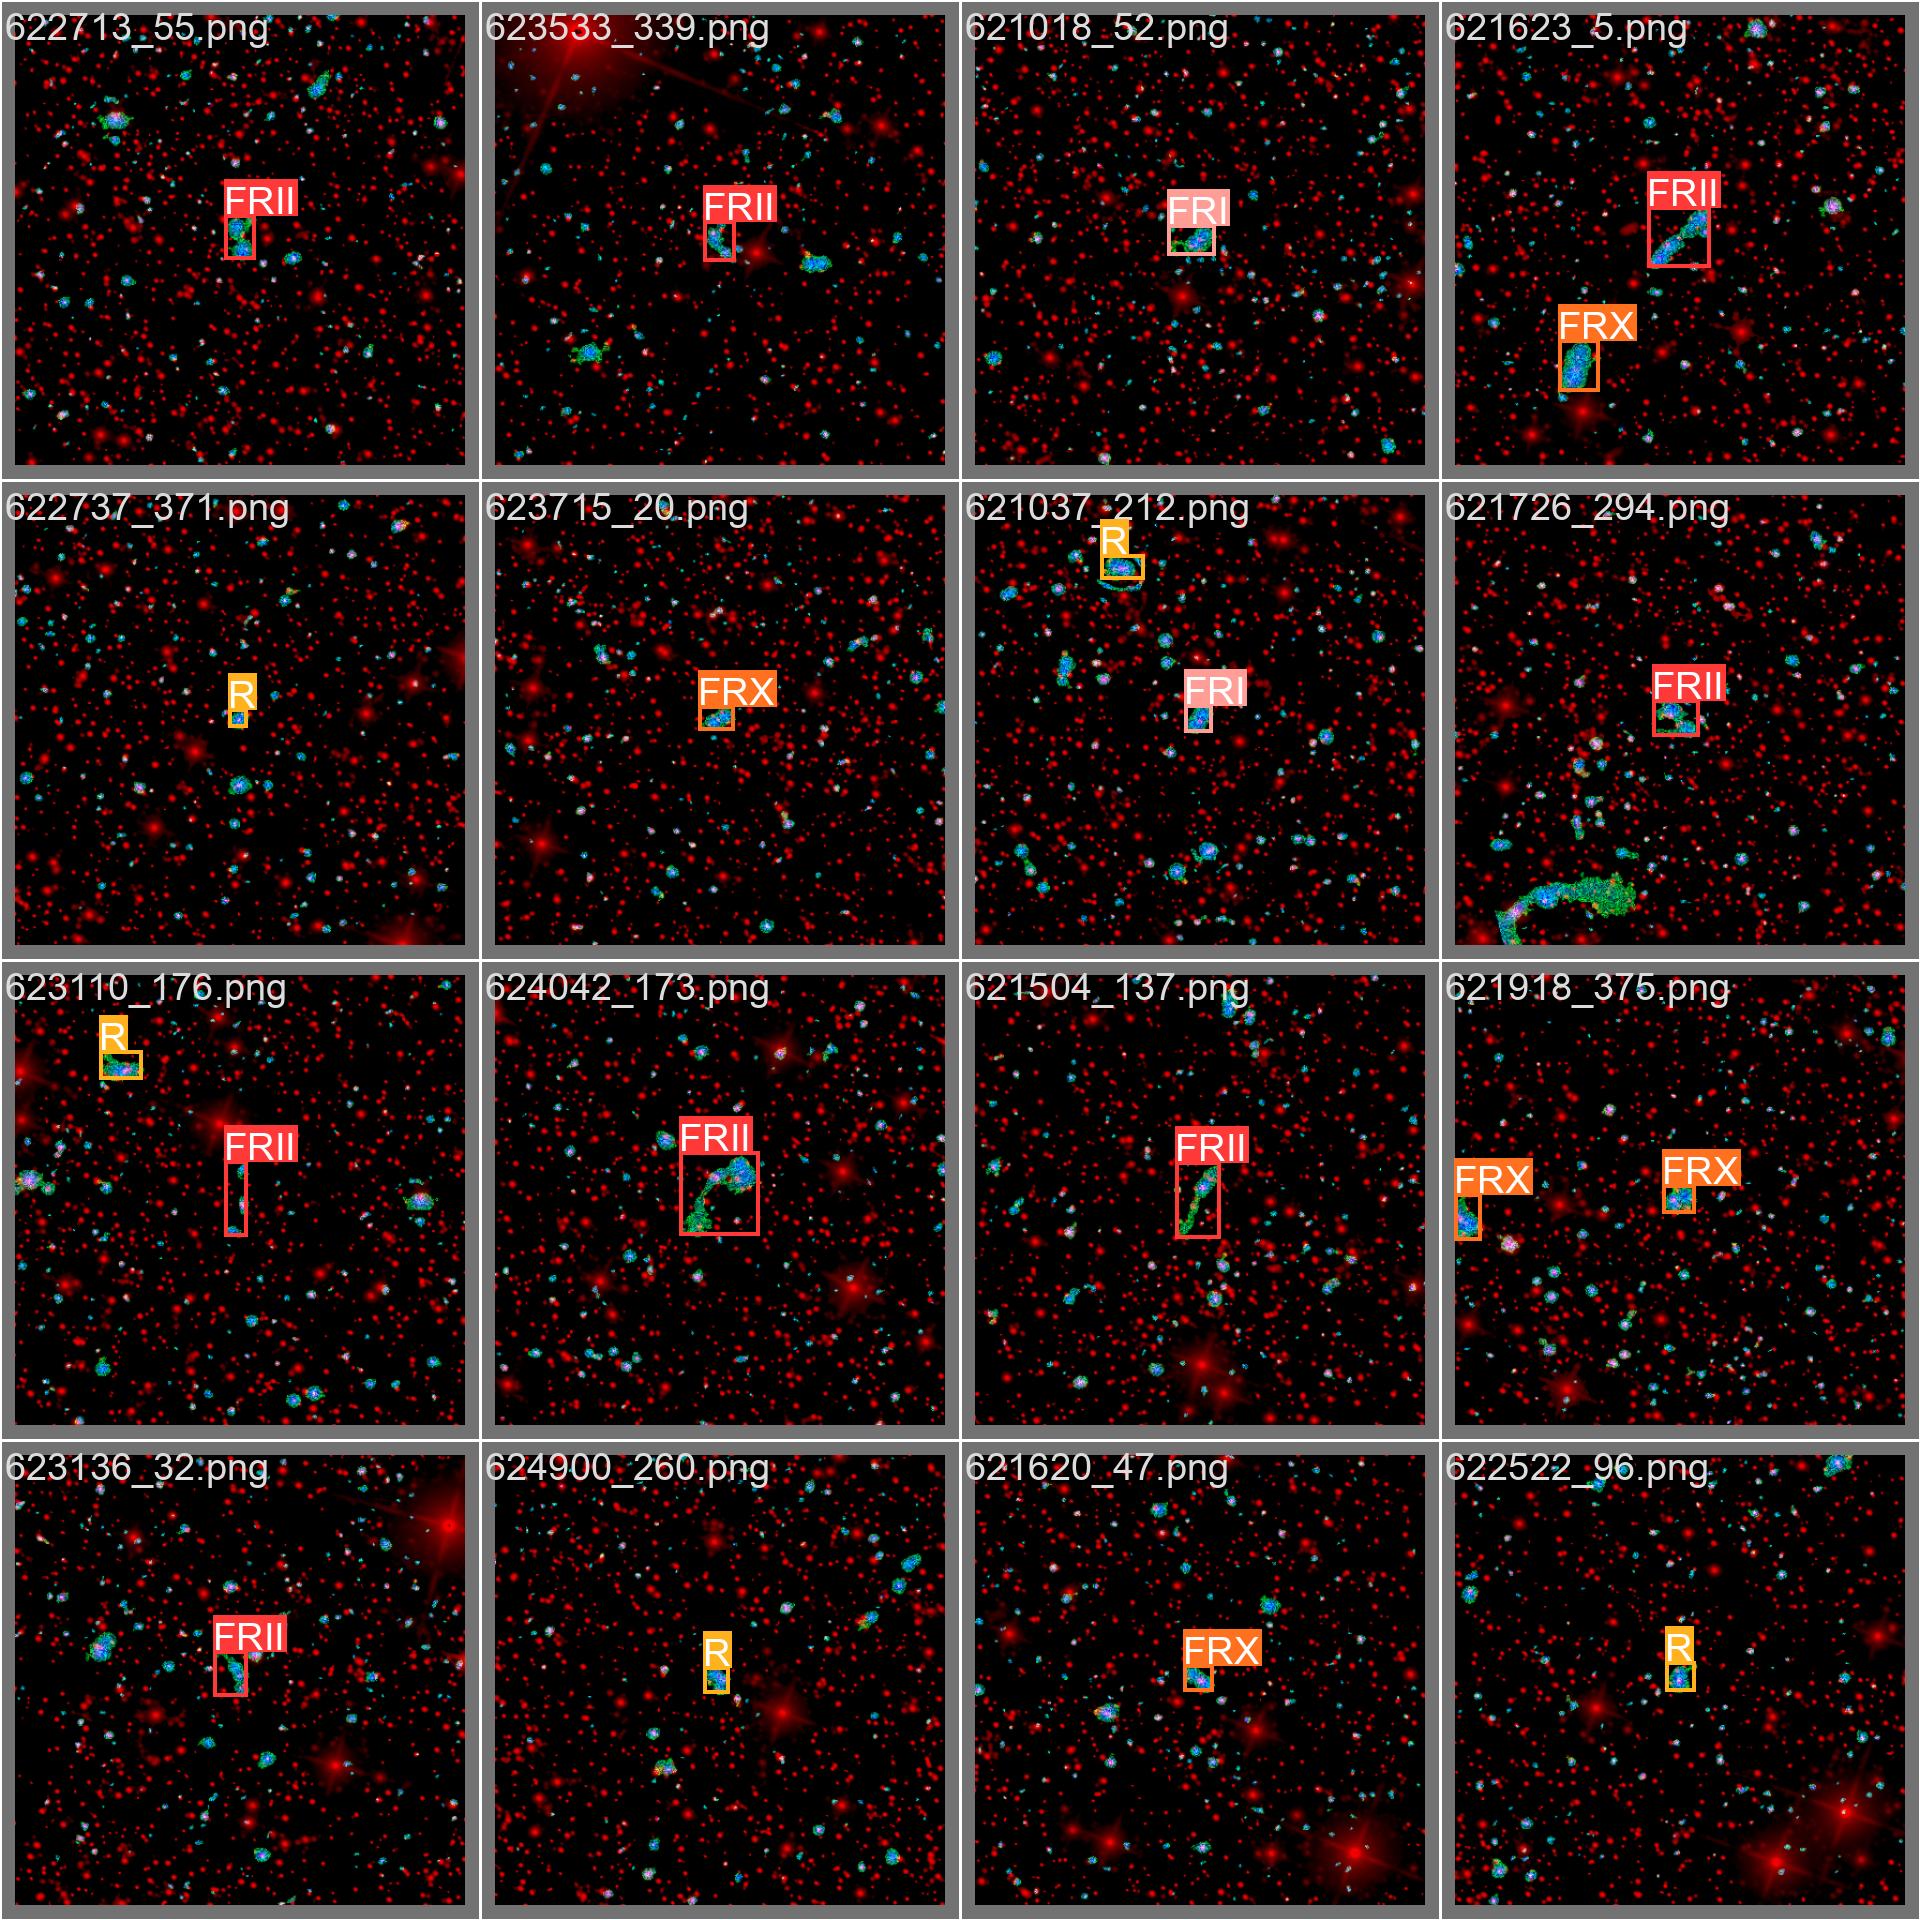 622713_55.png
623533_339.png
621018_52.png
621623_5.png
FRII
FRII
FRI
FRII
FRX
622737_371.png
623715_20.png
621037_212.png
621726_294.png
R
R
FRX
FRI
FRII
623110_176.png
624042_173.png
621504_137.png
621918_375.png
R
FRII
FRII
FRII
FRX
FRX
623136_32.png
624900_260.png
621620_47.png
622522_96.png
FRII
R
FRX
R